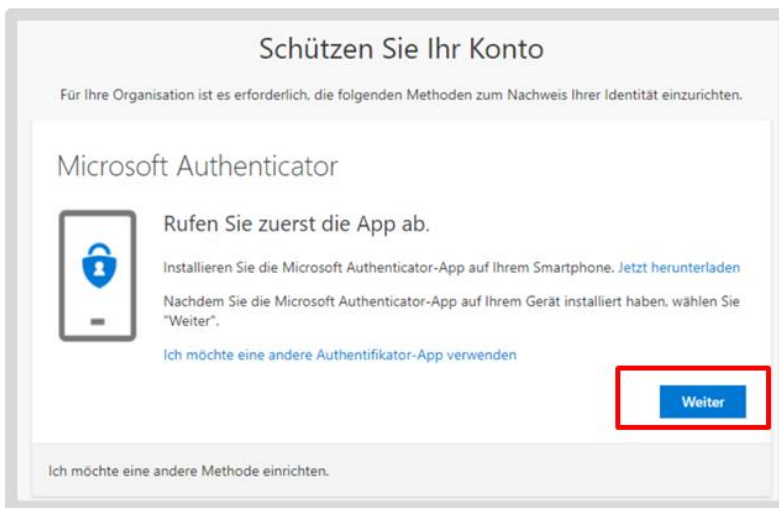 Schützen Sie Ihr Konto
Für Ihre Organisation ist es erforderlich, die folgenden Methoden zum Nachweis Ihrer Identität einzurichten.
Microsoft Authenticator
Rufen Sie zuerst die App ab.
Installieren Sie die Microsoft Authenticator-App auf Ihrem Smartphone. Jetzt herunterladen
Nachdem Sie die Microsoft Authenticator-App auf Ihrem Gerät installiert haben, wählen Sie
"Weiter".
Ich möchte eine andere Authentifikator-App verwenden
Weiter
Ich möchte eine andere Methode einrichten.